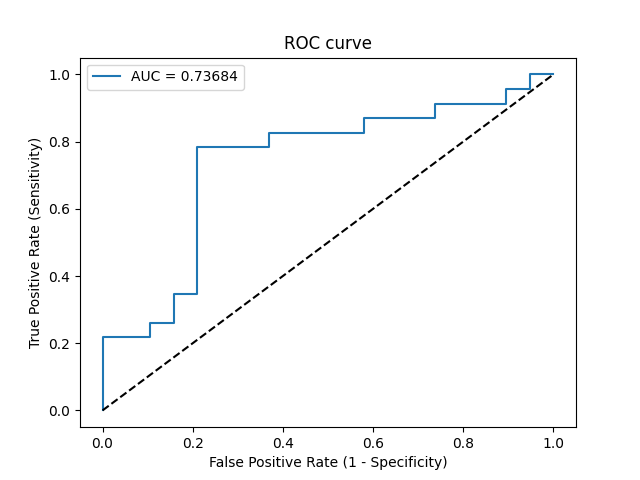 ROC curve
AUC = 0.73684
True Positive Rate (Sensitivity)
1.0
0.8
0.6
0.4
0.2
0.0
0.0 0.2 0.4 0.6 0.8 1.0
False Positive Rate (1 - Specificity)